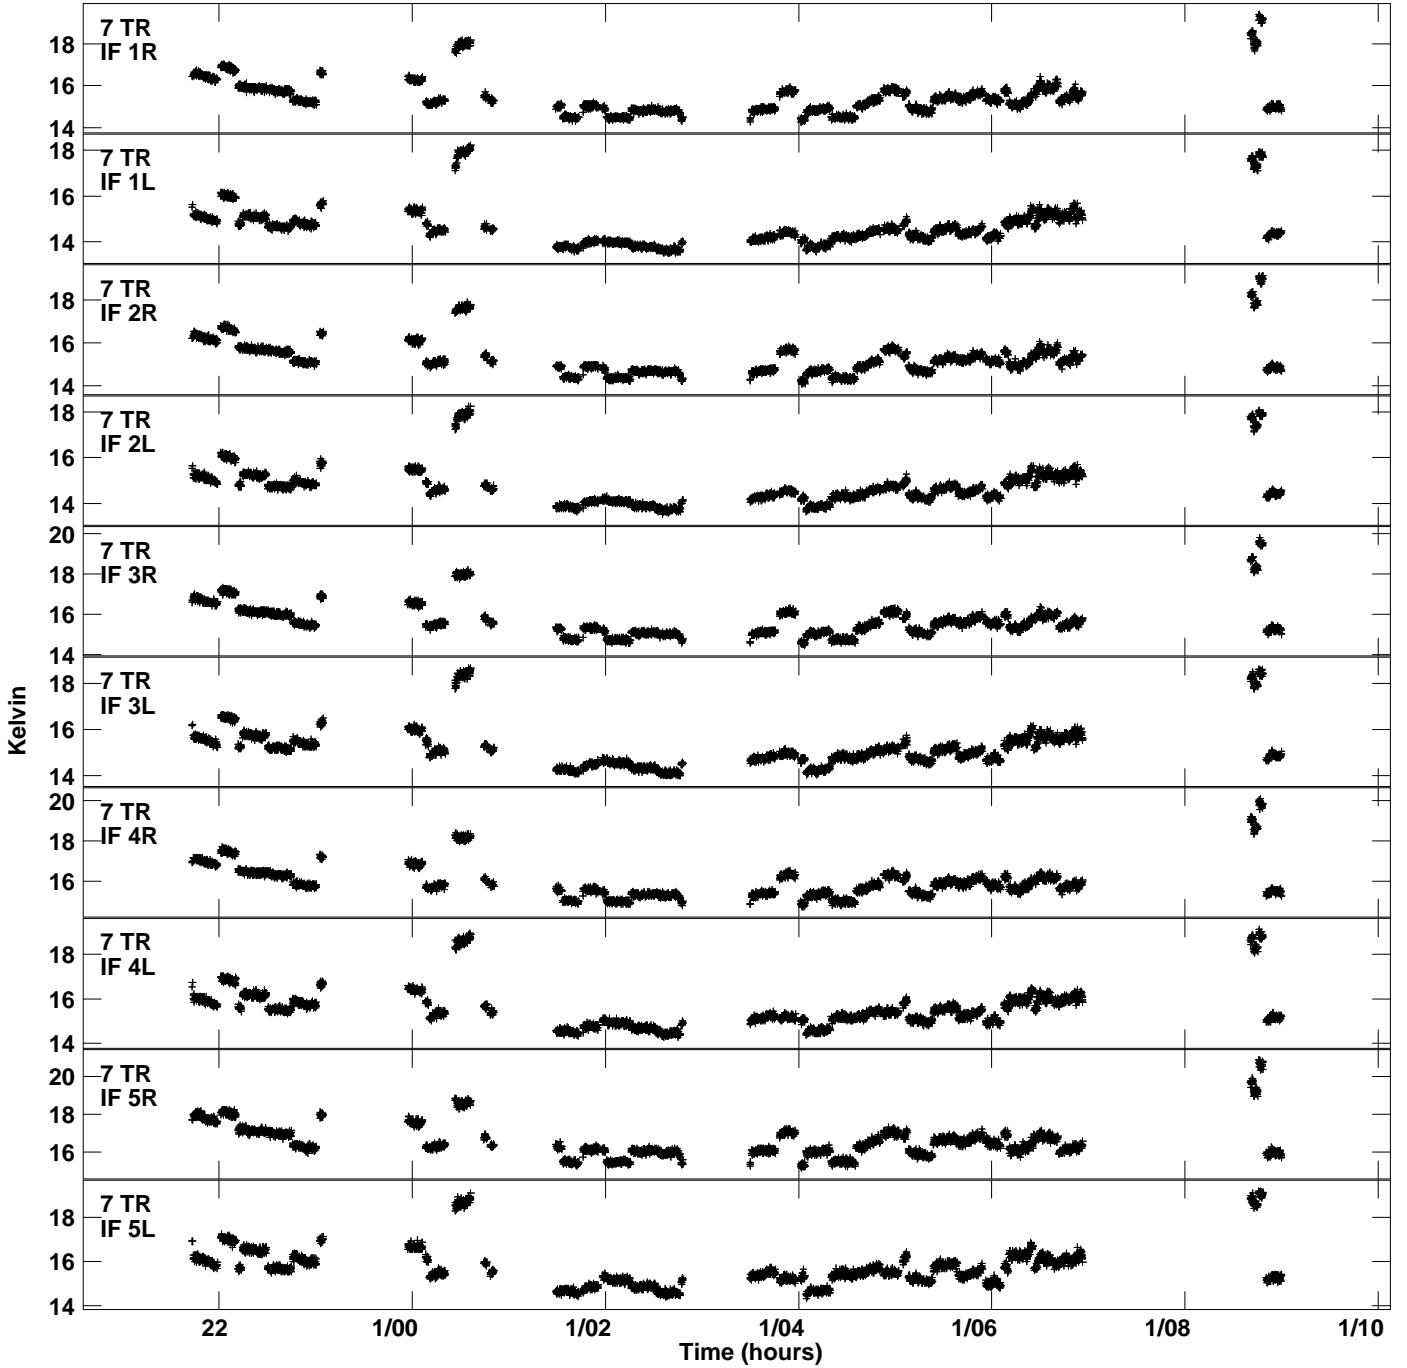 7 TR
IF 1R
18
16
14
7 TR
IF 1L
18
16
14
7 TR
IF 2R
18
16
14
7 TR
IF 2L
18
16
14
7 TR
IF 3R
20
18
16
14
7 TR
IF 3L
18
16
14
Kelvin
7 TR
IF 4R
20
18
16
7 TR
IF 4L
18
16
14
7 TR
IF 5R
20
18
16
7 TR
IF 5L
18
16
14
22 1/00 1/02 1/04 1/06 1/08 1/10
Time (hours)